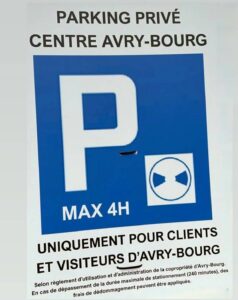 PARKING PRIVÉ
CENTRE AVRY-BOURG
P
MAX 4H
UNIQUEMENT POUR CLIENTS
ET VISITEURS D'AVRY-BOURG
Selon règlement d'utilisation et d'administration de la copropriété d'Avry-Bourg.
En cas de dépassement de la durée maximale de stationnement (240 minutes), des
frais de dédommagement peuvent être appliqués.